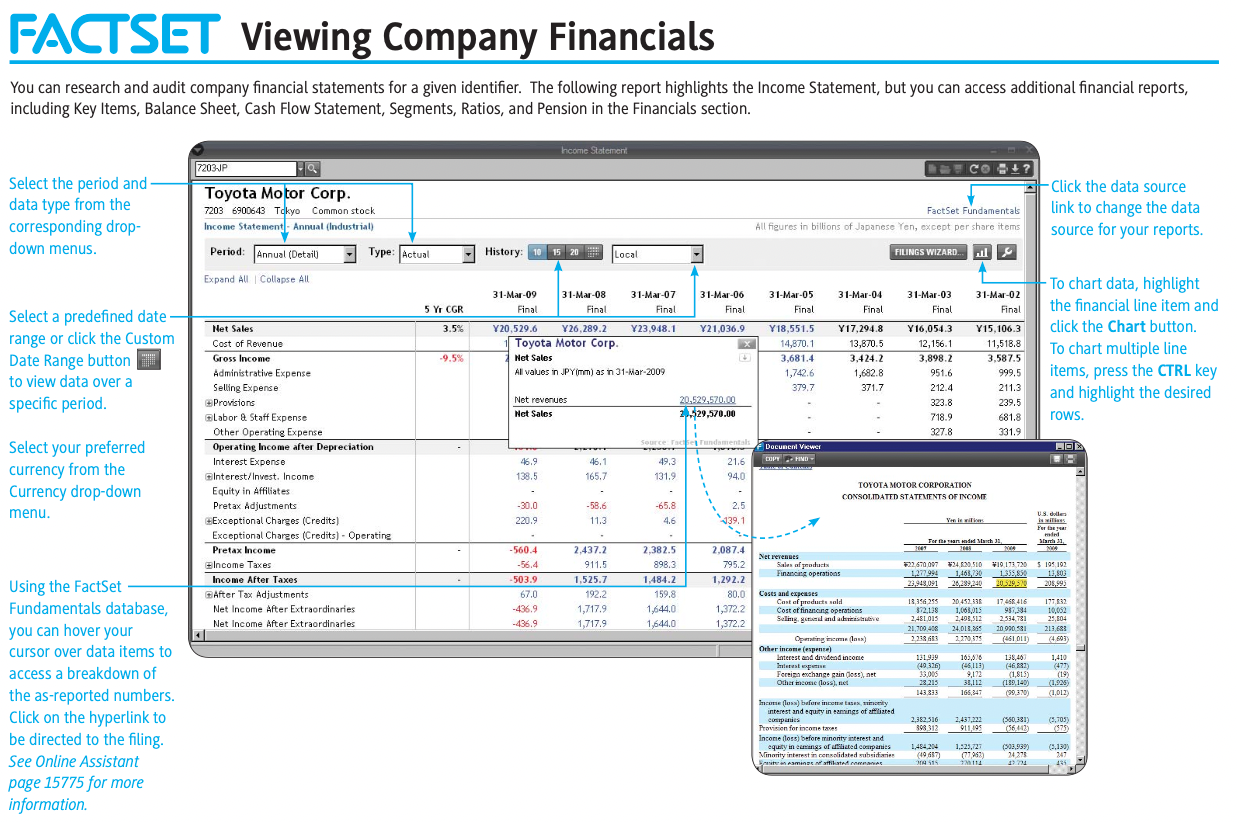 FACTSET Viewing Company Financials
You can research and audit company financial statements for a given identifier. The following report highlights the Income Statement, but you can access additional financial reports,
including Key Items, Balance Sheet, Cash Flow Statement, Segments, Ratios, and Pension in the Financials section.
Select the period and
data type from the
corresponding drop-
down menus.
Select a predefined date
range or click the Custom
Date Range button
to view data over a
specific period.
Select your preferred
currency from the
Currency drop-down
menu.
Using the FactSet
Fundamentals database,
you can hover your
cursor over data items to
access a breakdown of
the as-reported numbers.
Click on the hyperlink to
be directed to the filing.
See Online Assistant
page 15775 for more
information.
Income Statement
7203-JP
Toyota Motor Corp.
7203 6900643 Tokyo Common stock
FactSet Fundamentals
Income Statement - Annual (Industrial)
All figures in billions of Japanese Yen, except per share items
Period: Annual (Detail) Type: Actual History: 10 15 20 Local FILINGS WIZARD...
Expand All | Collapse All
31-Mar-09 31-Mar-08 31-Mar-07 31-Mar-06 31-Mar-05 31-Mar-04 31-Mar-03 31-Mar-02
5 Yr CGR Final Final Final Final Final Final Final Final
Net Sales 3.5% ¥20,529.6 ¥26,289.2 ¥23,948.1 ¥21,036.9 ¥18,551.5 ¥17,294.8 ¥16,054.3 ¥15,106.3
Cost of Revenue 1 14,870.1 13,870.5 12,156.1 11,518.8
Gross Income -9.5% 2 3,681.4 3,424.2 3,898.2 3,587.5
Administrative Expense 1,742.6 1,682.8 951.6 999.5
Selling Expense 379.7 371.7 212.4 211.3
Provisions - - 323.8 239.5
Labor & Staff Expense - - 718.9 681.8
Other Operating Expense - - 327.8 331.9
Operating Income after Depreciation -
Interest Expense 46.9 46.1 49.3 21.6
Interest/Invest. Income 138.5 165.7 131.9 94.0
Equity in Affiliates - - - -
Pretax Adjustments -30.0 -58.6 -65.8 2.5
Exceptional Charges (Credits) 220.9 11.3 4.6 -139.1
Exceptional Charges (Credits) - Operating - - - -
Pretax Income - -560.4 2,437.2 2,382.5 2,087.4
Income Taxes -56.4 911.5 898.3 795.2
Income After Taxes - -503.9 1,525.7 1,484.2 1,292.2
After Tax Adjustments 67.0 192.2 159.8 80.0
Net Income After Extraordinaries -436.9 1,717.9 1,644.0 1,372.2
Net Income After Extraordinaries -436.9 1,717.9 1,644.0 1,372.2
Toyota Motor Corp.
Net Sales
All values in JPY(mm) as in 31-Mar-2009
Net revenues 20,529,570.00
Net Sales 20,529,570.00
Source: FactSet Fundamentals
Click the data source
link to change the data
source for your reports.
To chart data, highlight
the financial line item and
click the Chart button.
To chart multiple line
items, press the CTRL key
and highlight the desired
rows.
Document Viewer
COPY FIND
TOYOTA MOTOR CORPORATION
CONSOLIDATED STATEMENTS OF INCOME
U.S. dollars
Yen in millions in millions
For the year
ended
For the years ended March 31, March 31,
2007 2008 2009 2009
Net revenues
Sales of products ¥22,670,097 ¥24,820,510 ¥19,173,720 $ 195,192
Financing operations 1,277,994 1,468,730 1,355,850 13,803
23,948,091 26,289,240 20,529,570 208,995
Costs and expenses
Cost of products sold 18,356,255 20,452,338 17,468,416 177,832
Cost of financing operations 872,138 1,068,015 987,384 10,052
Selling, general and administrative 2,481,015 2,498,512 2,534,781 25,804
21,709,408 24,018,865 20,990,581 213,688
Operating income (loss) 2,238,683 2,270,375 (461,011) (4,693)
Other income (expense)
Interest and dividend income 131,939 165,676 138,467 1,410
Interest expense (49,326) (46,113) (46,882) (477)
Foreign exchange gain (loss), net 33,005 9,172 (1,815) (19)
Other income (loss), net 28,215 38,112 (189,140) (1,926)
143,833 166,847 (99,370) (1,012)
Income (loss) before income taxes, minority
interest and equity in earnings of affiliated
companies 2,382,516 2,437,222 (560,381) (5,705)
Provision for income taxes 898,312 911,495 (56,442) (575)
Income (loss) before minority interest and
equity in earnings of affiliated companies 1,484,204 1,525,727 (503,939) (5,130)
Minority interest in consolidated subsidiaries (49,687) (77,962) 24,278 247
Equity in earnings of affiliated companies 209,515 270,114 42,724 435